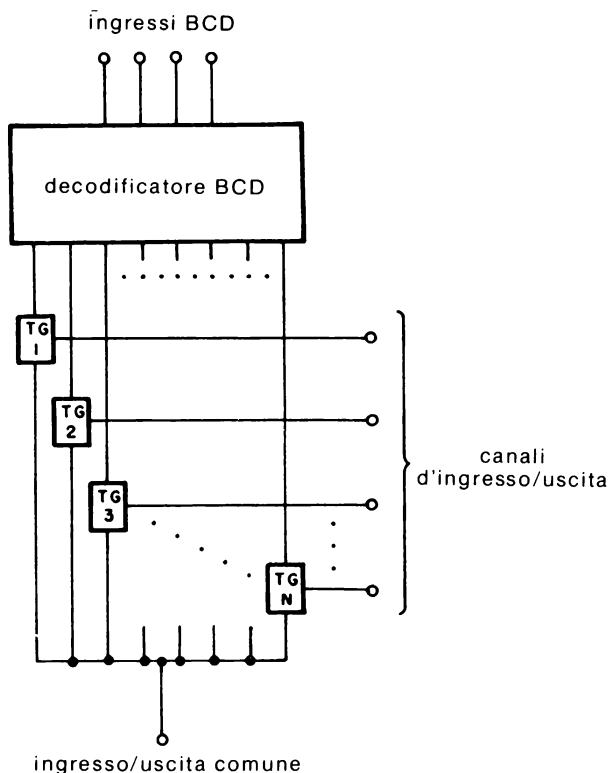 ingressi BCD
decodificatore BCD
TG
1
TG
2
canali
d'ingresso/uscita
TG
3
TG
N
ingresso/uscita comune